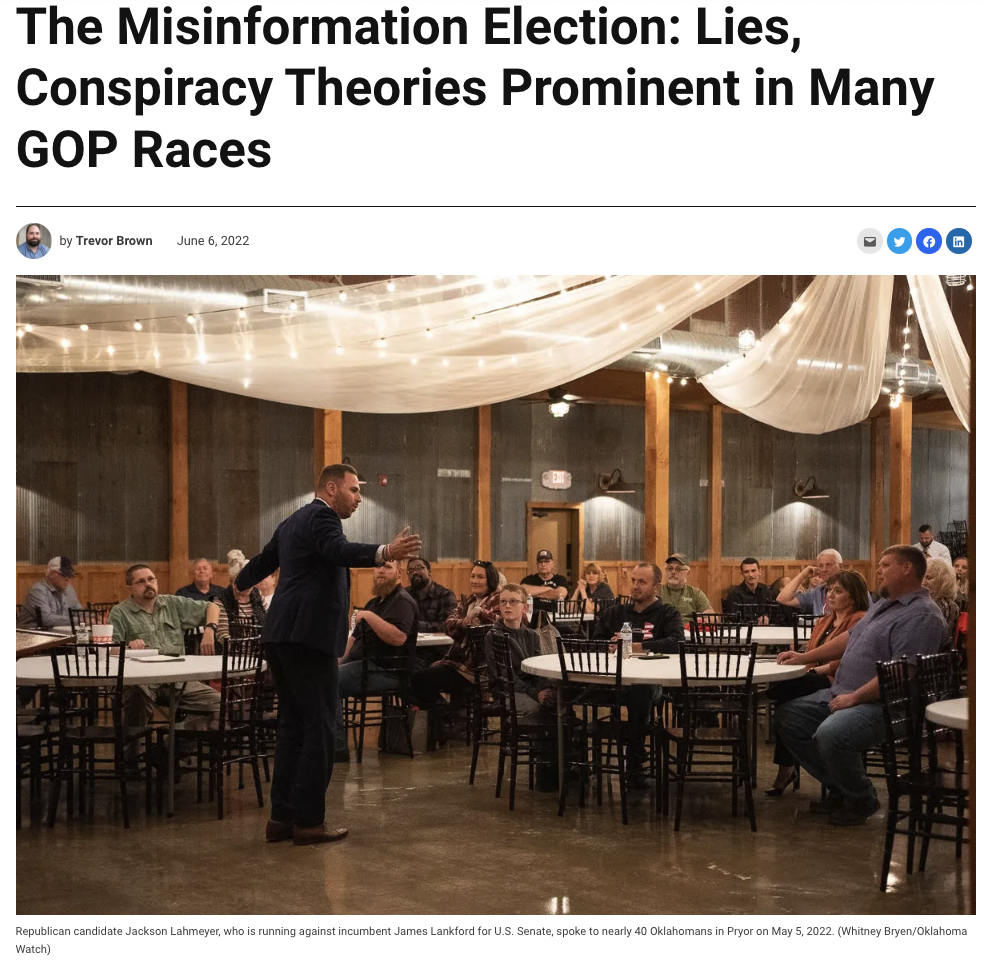 The Misinformation Election: Lies,
Conspiracy Theories Prominent in Many
GOP Races
by Trevor Brown June 6, 2022
Republican candidate Jackson Lahmeyer, who is running against incumbent James Lankford for U.S. Senate, spoke to nearly 40 Oklahomans in Pryor on May 5, 2022. (Whitney Bryen/Oklahoma
Watch)